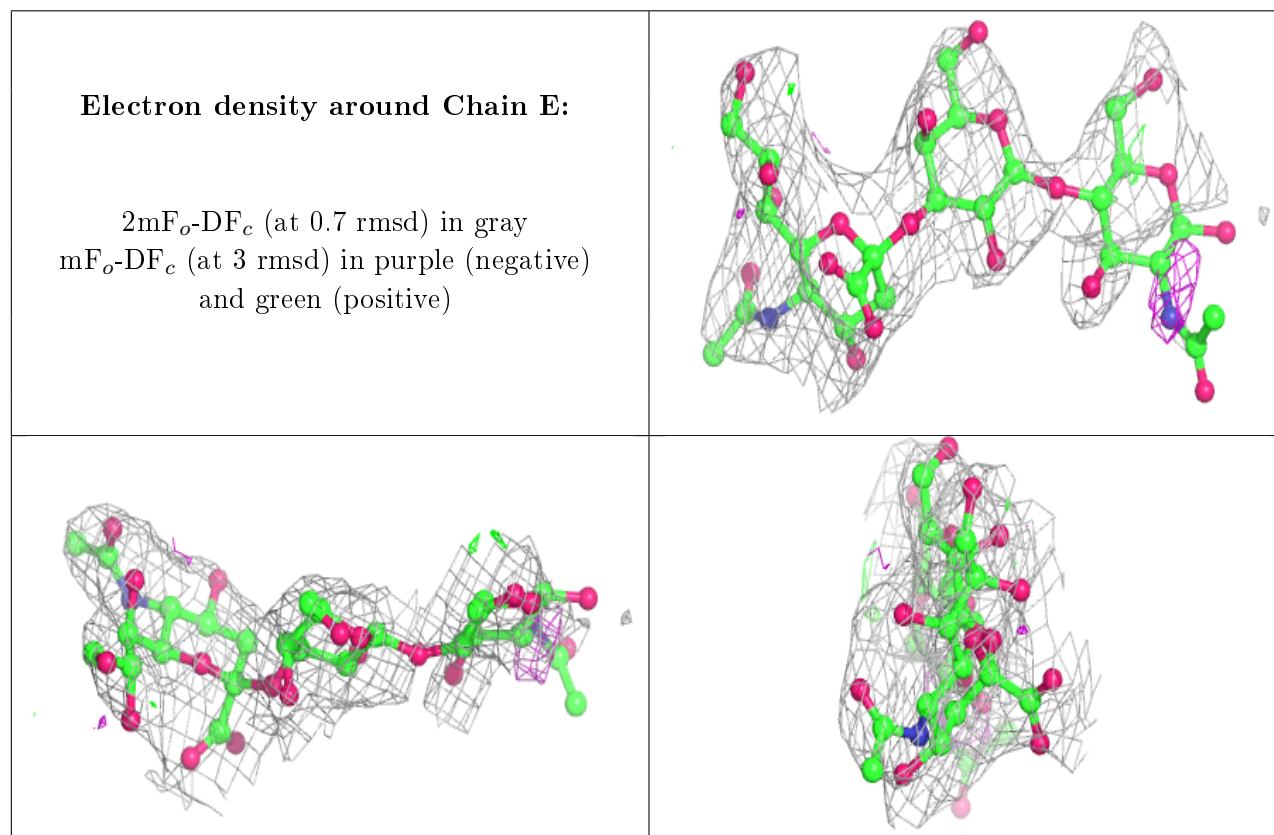 Electron density around Chain E:
2mFₒ-DF𝑐 (at 0.7 rmsd) in gray
mFₒ-DF𝑐 (at 3 rmsd) in purple (negative)
and green (positive)